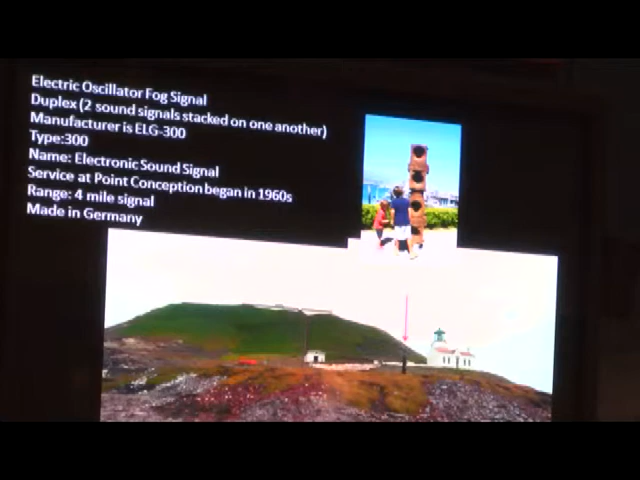 Electric Oscillator Fog Signal
Duplex (2 sound signals stacked on one another)
Manufacturer is ELG-300
Type:300
Name: Electronic Sound Signal
Service at Point Conception began in 1960s
Range: 4 mile signal
Made in Germany